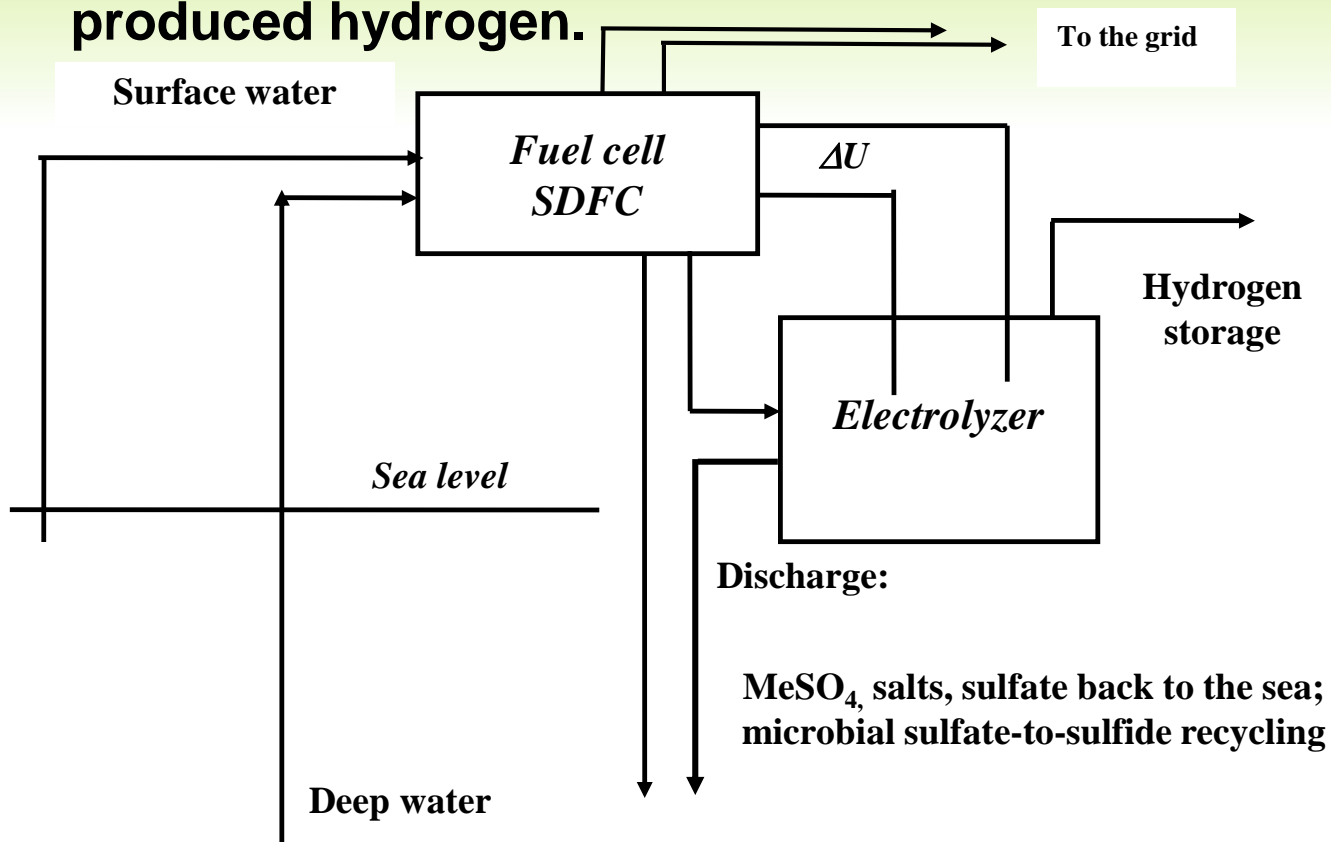 produced hydrogen.
To the grid
Surface water
Fuel cell
SDFC
ΔU
Hydrogen
storage
Electrolyzer
Sea level
Discharge:
MeSO₄, salts, sulfate back to the sea;
microbial sulfate-to-sulfide recycling
Deep water